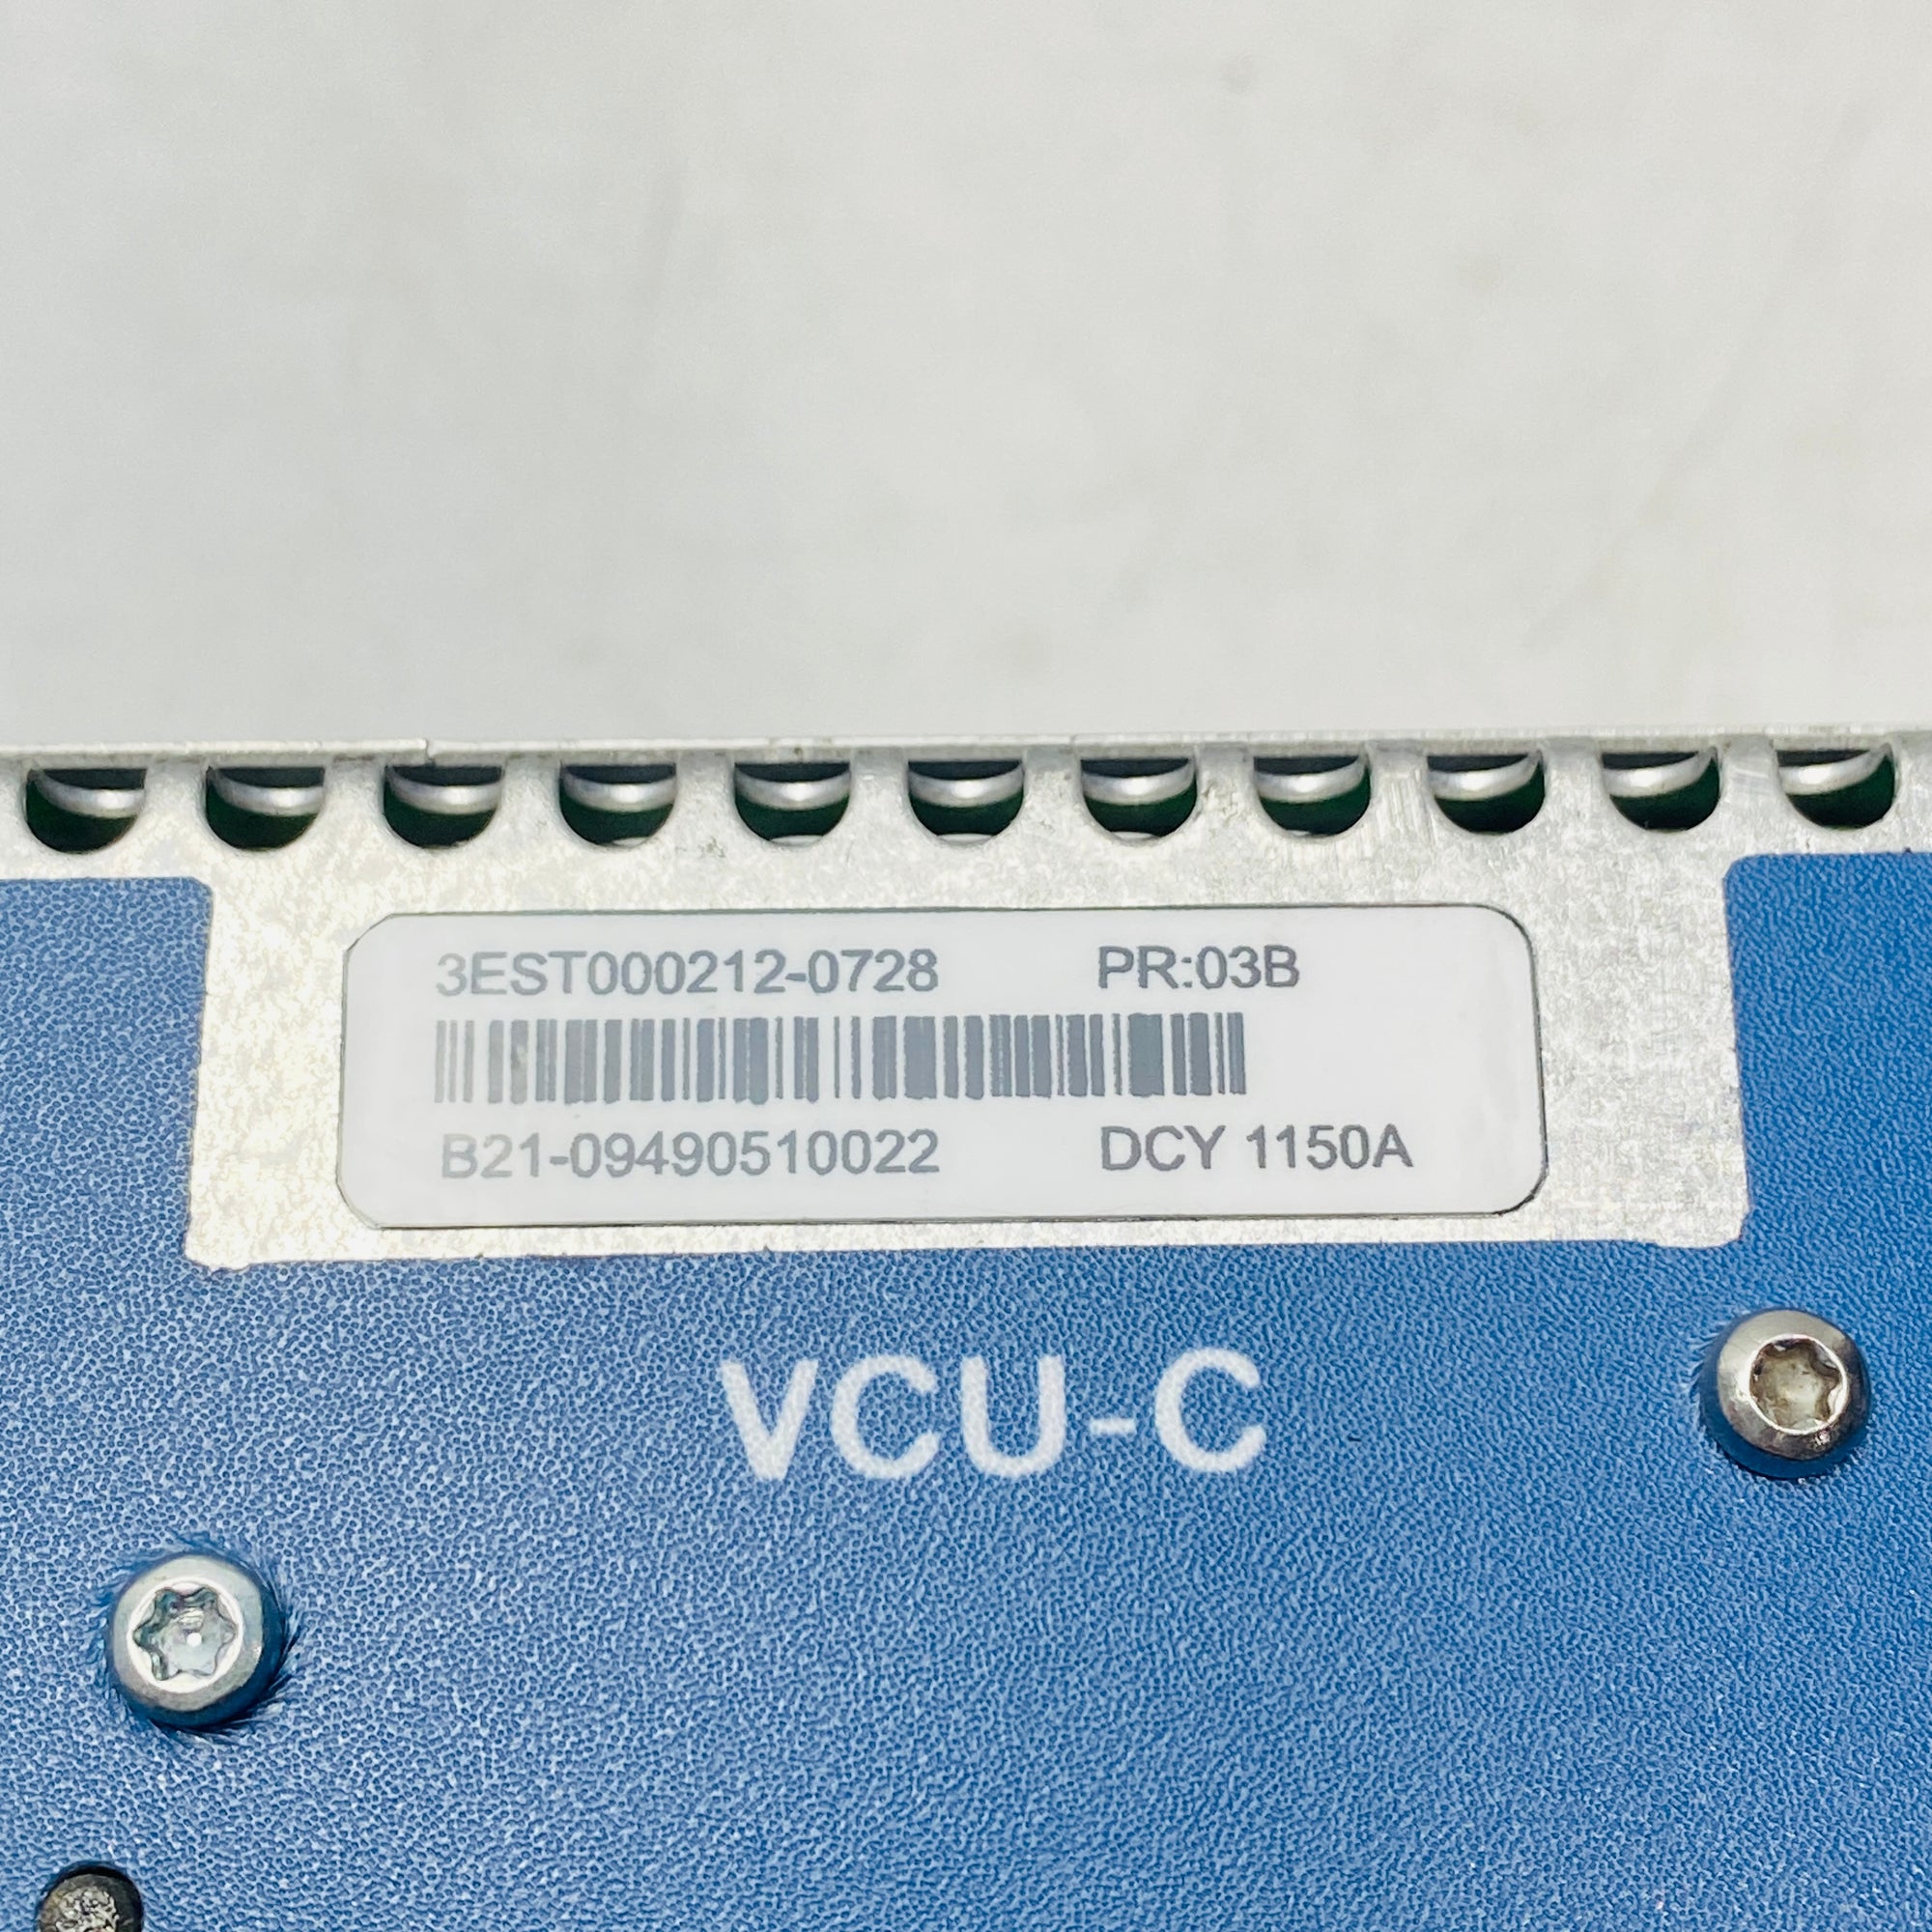 3EST000212-0728 PR:03B
B21-09490510022 DCY 1150A
VCU-C